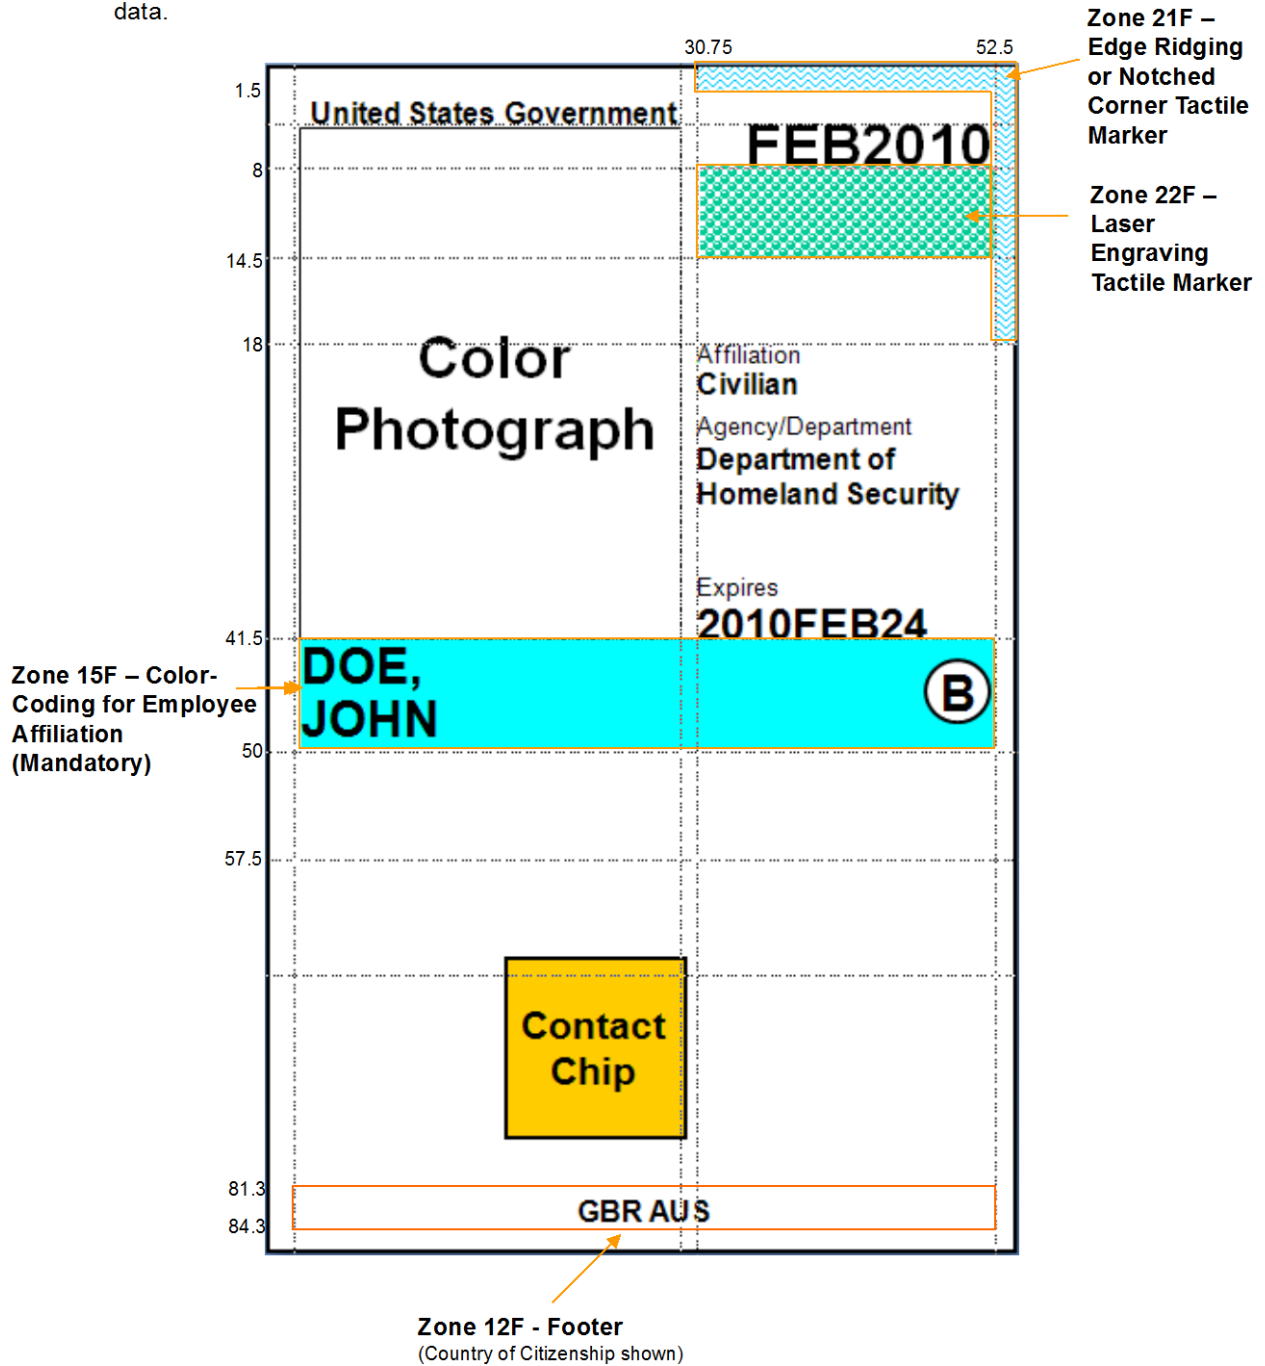 data.
30.75
52.5
Zone 21F –
Edge Ridging
or Notched
Corner Tactile
Marker
1.5
United States Government
FEB2010
8
Zone 22F –
Laser
Engraving
Tactile Marker
14.5
18
Color
Photograph
Affiliation
Civilian
Agency/Department
Department of
Homeland Security
Expires
2010FEB24
41.5
Zone 15F – Color-
Coding for Employee
Affiliation
(Mandatory)
DOE,
JOHN
B
50
57.5
Contact
Chip
81.3
GBR AUS
84.3
Zone 12F - Footer
(Country of Citizenship shown)